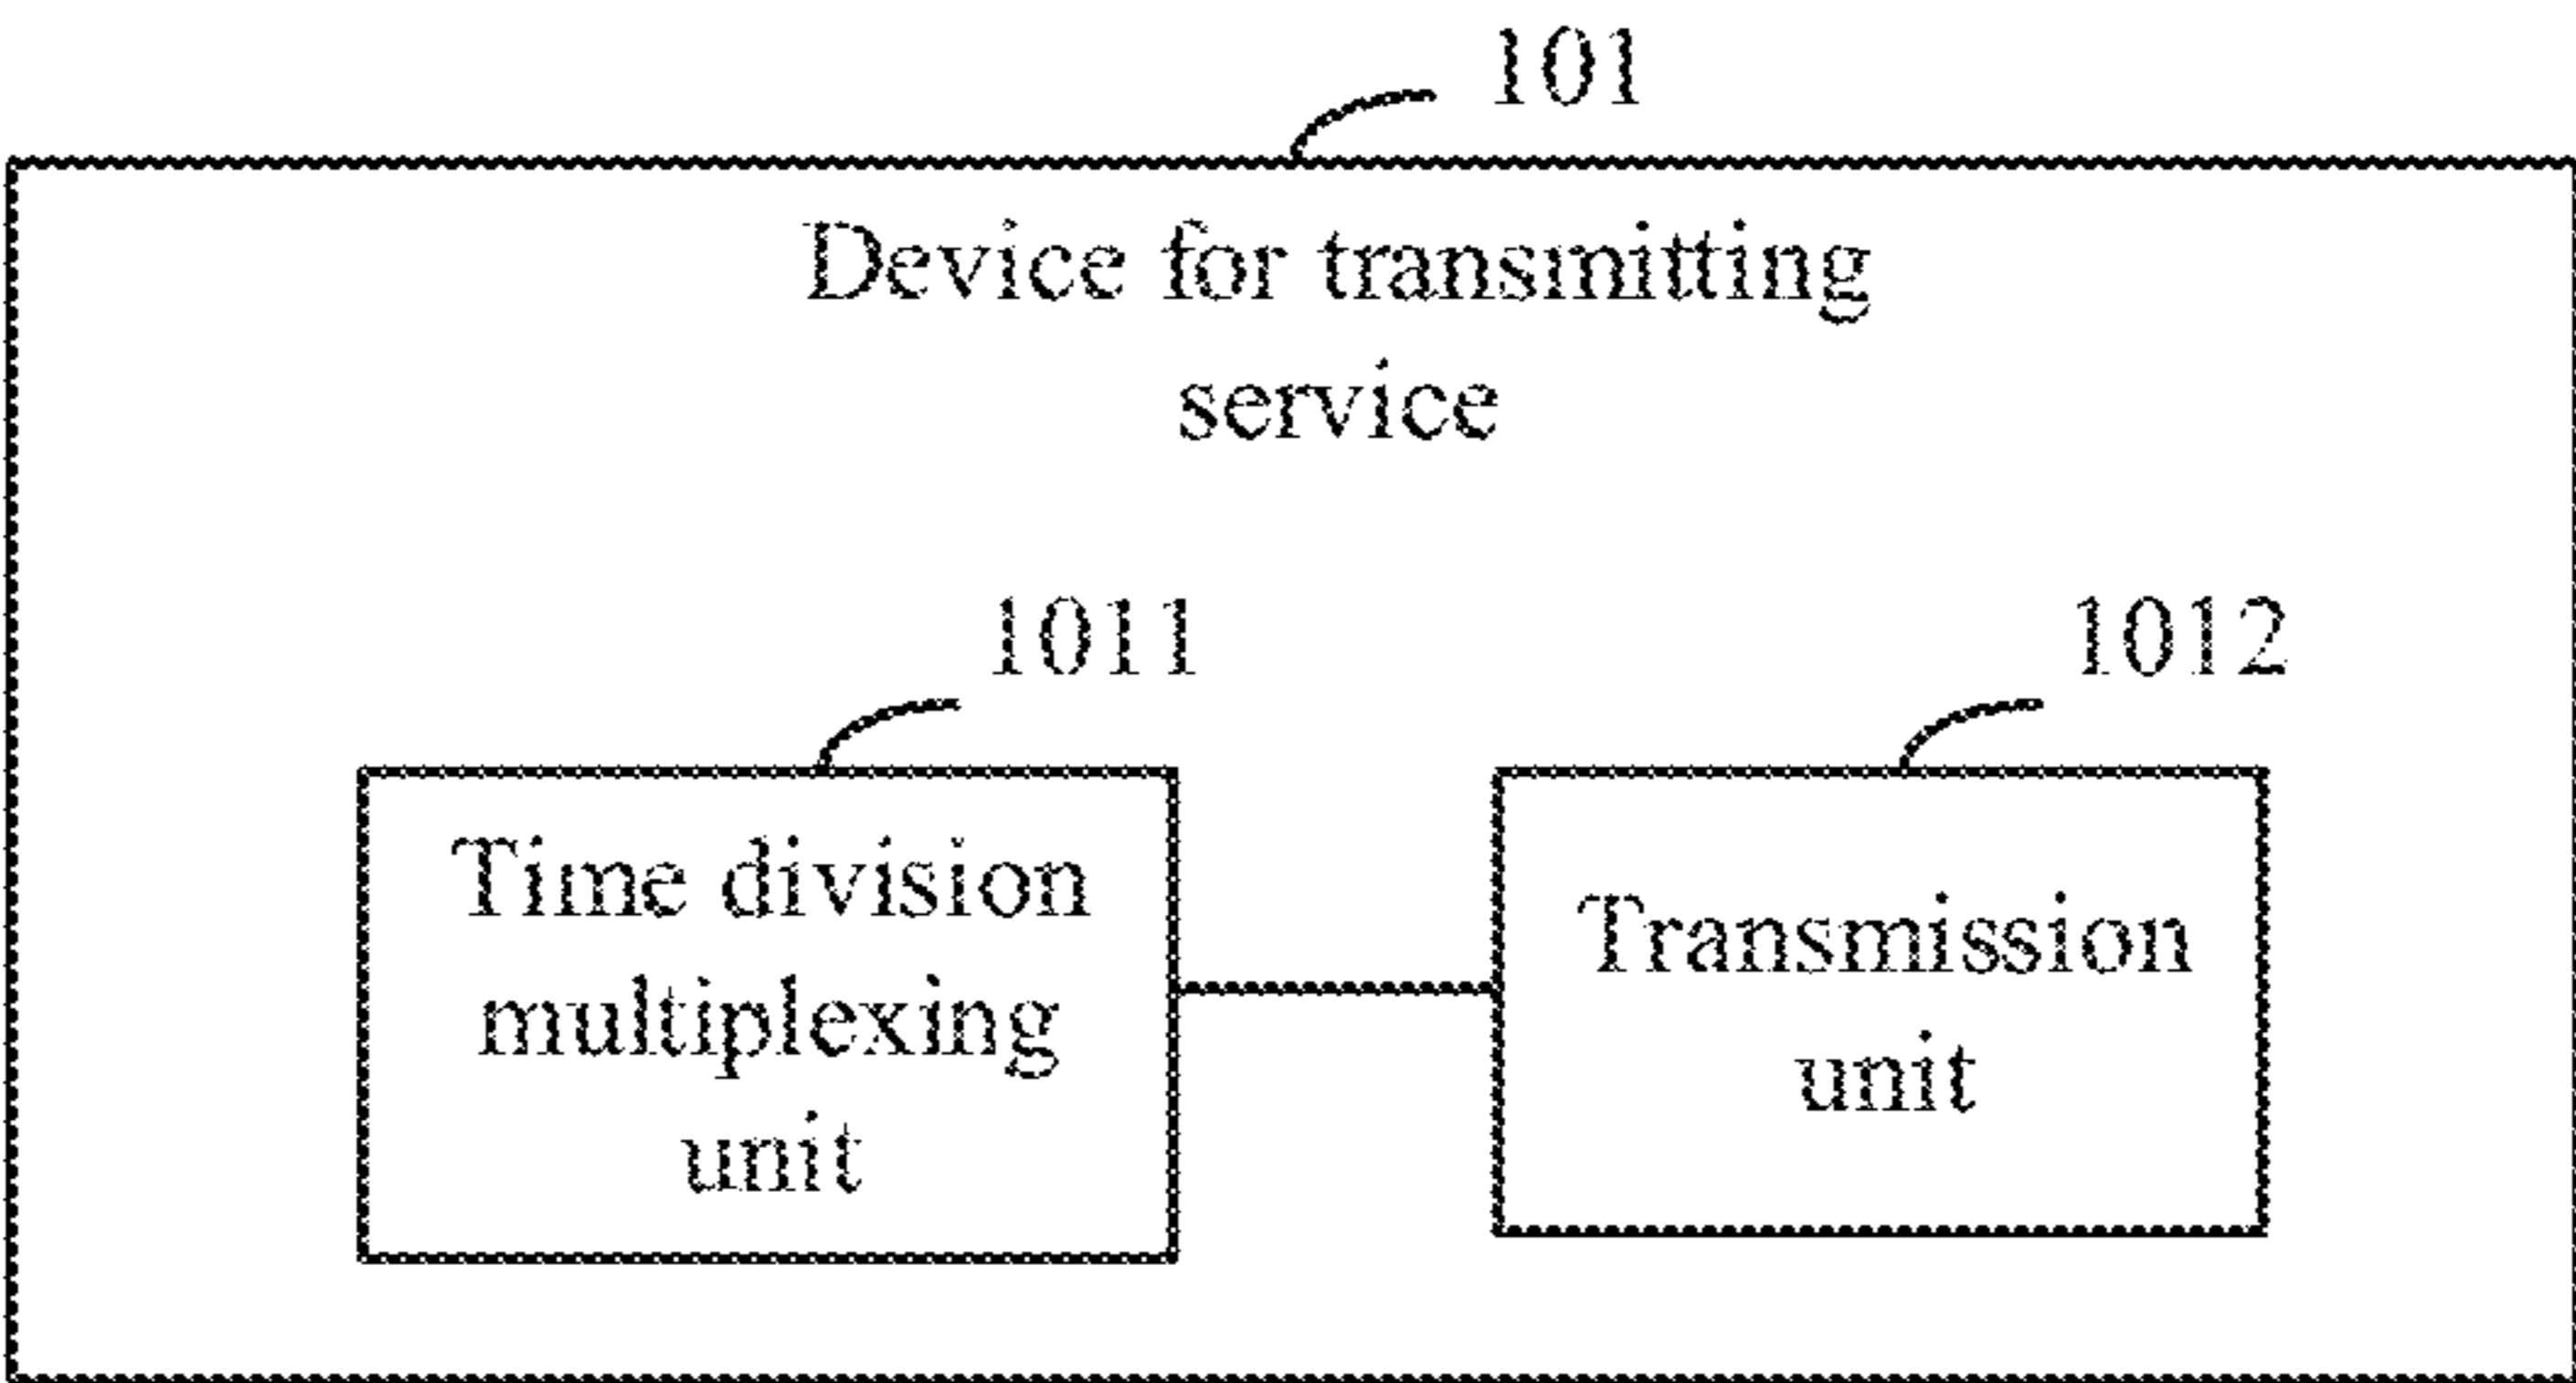 101
Device for transmitting
service
1011
1012
Time division
multiplexing
unit
Transmission
unit